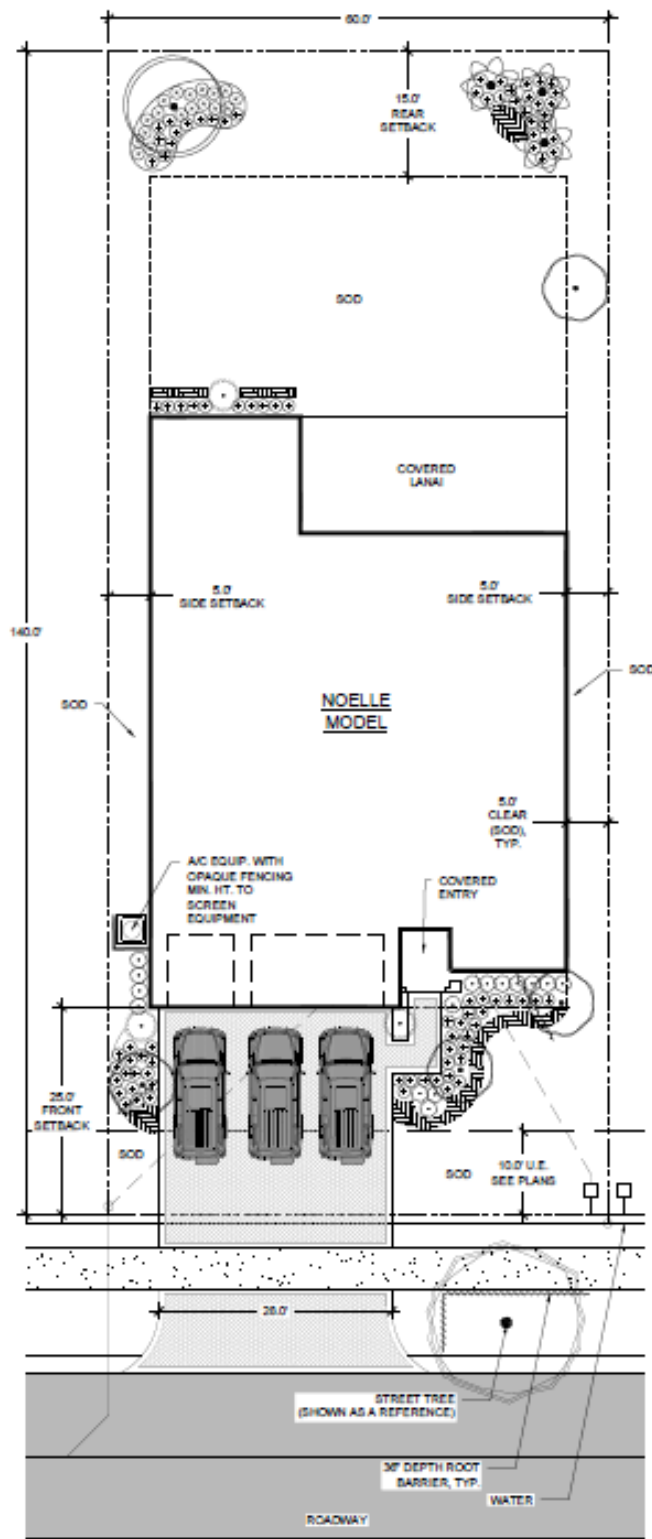 60.0'
15.0'
REAR
SETBACK
SOD
COVERED
LANAI
5.0'
SIDE SETBACK
5.0'
SIDE SETBACK
140.0'
SOD
SOD
NOELLE
MODEL
5.0'
CLEAR
(SOD),
TYP.
A/C EQUIP. WITH
OPAQUE FENCING
MIN. HT. TO
SCREEN
EQUIPMENT
COVERED
ENTRY
25.0'
FRONT
SETBACK
SOD
SOD
10.0' U.E.
SEE PLANS
28.0'
STREET TREE
(SHOWN AS A REFERENCE)
36" DEPTH ROOT
BARRIER, TYP.
WATER
ROADWAY